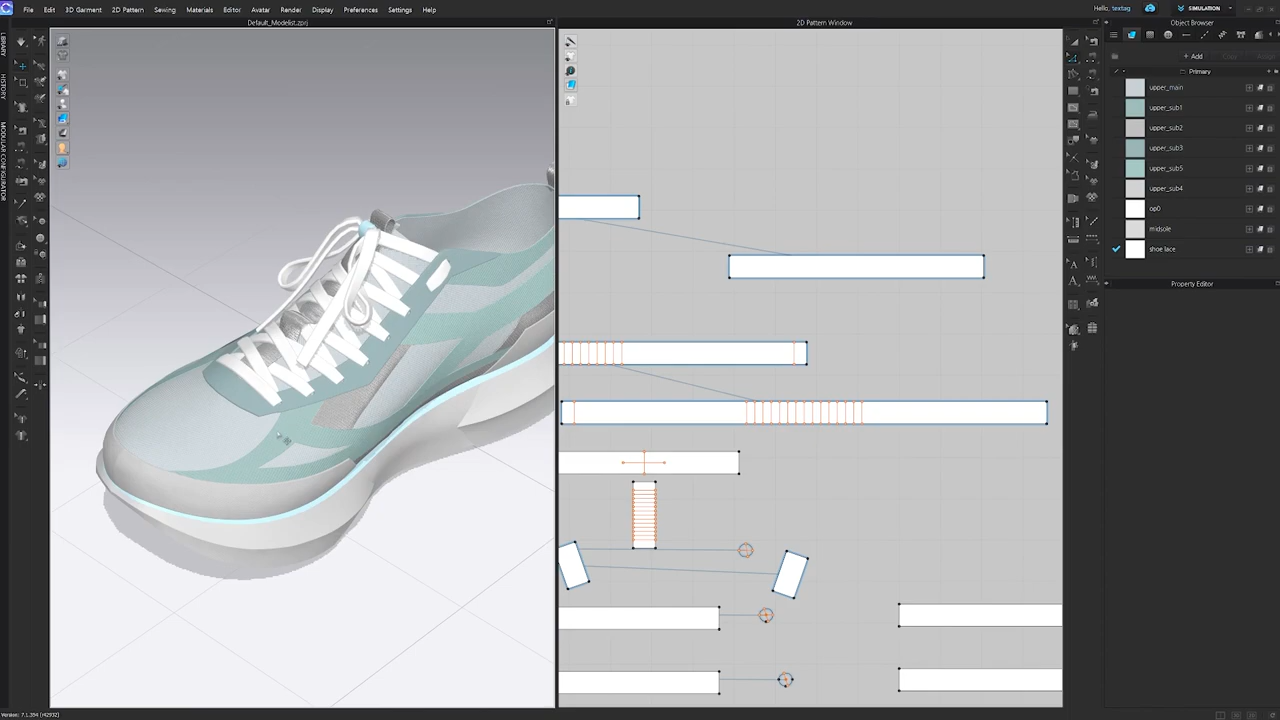 File Edit 3D Garment 2D Pattern Sewing Materials Editor Avatar Render Display Preferences Settings Help
Hello, textag
SIMULATION
Default_Modelist.zprj
2D Pattern Window
Object Browser
LIBRARY
HISTORY
MODULAR CONFIGURATOR
+ Add
Primary
upper_main
upper_sub1
upper_sub2
upper_sub3
upper_sub5
upper_sub4
op0
midsole
shoe lace
Property Editor